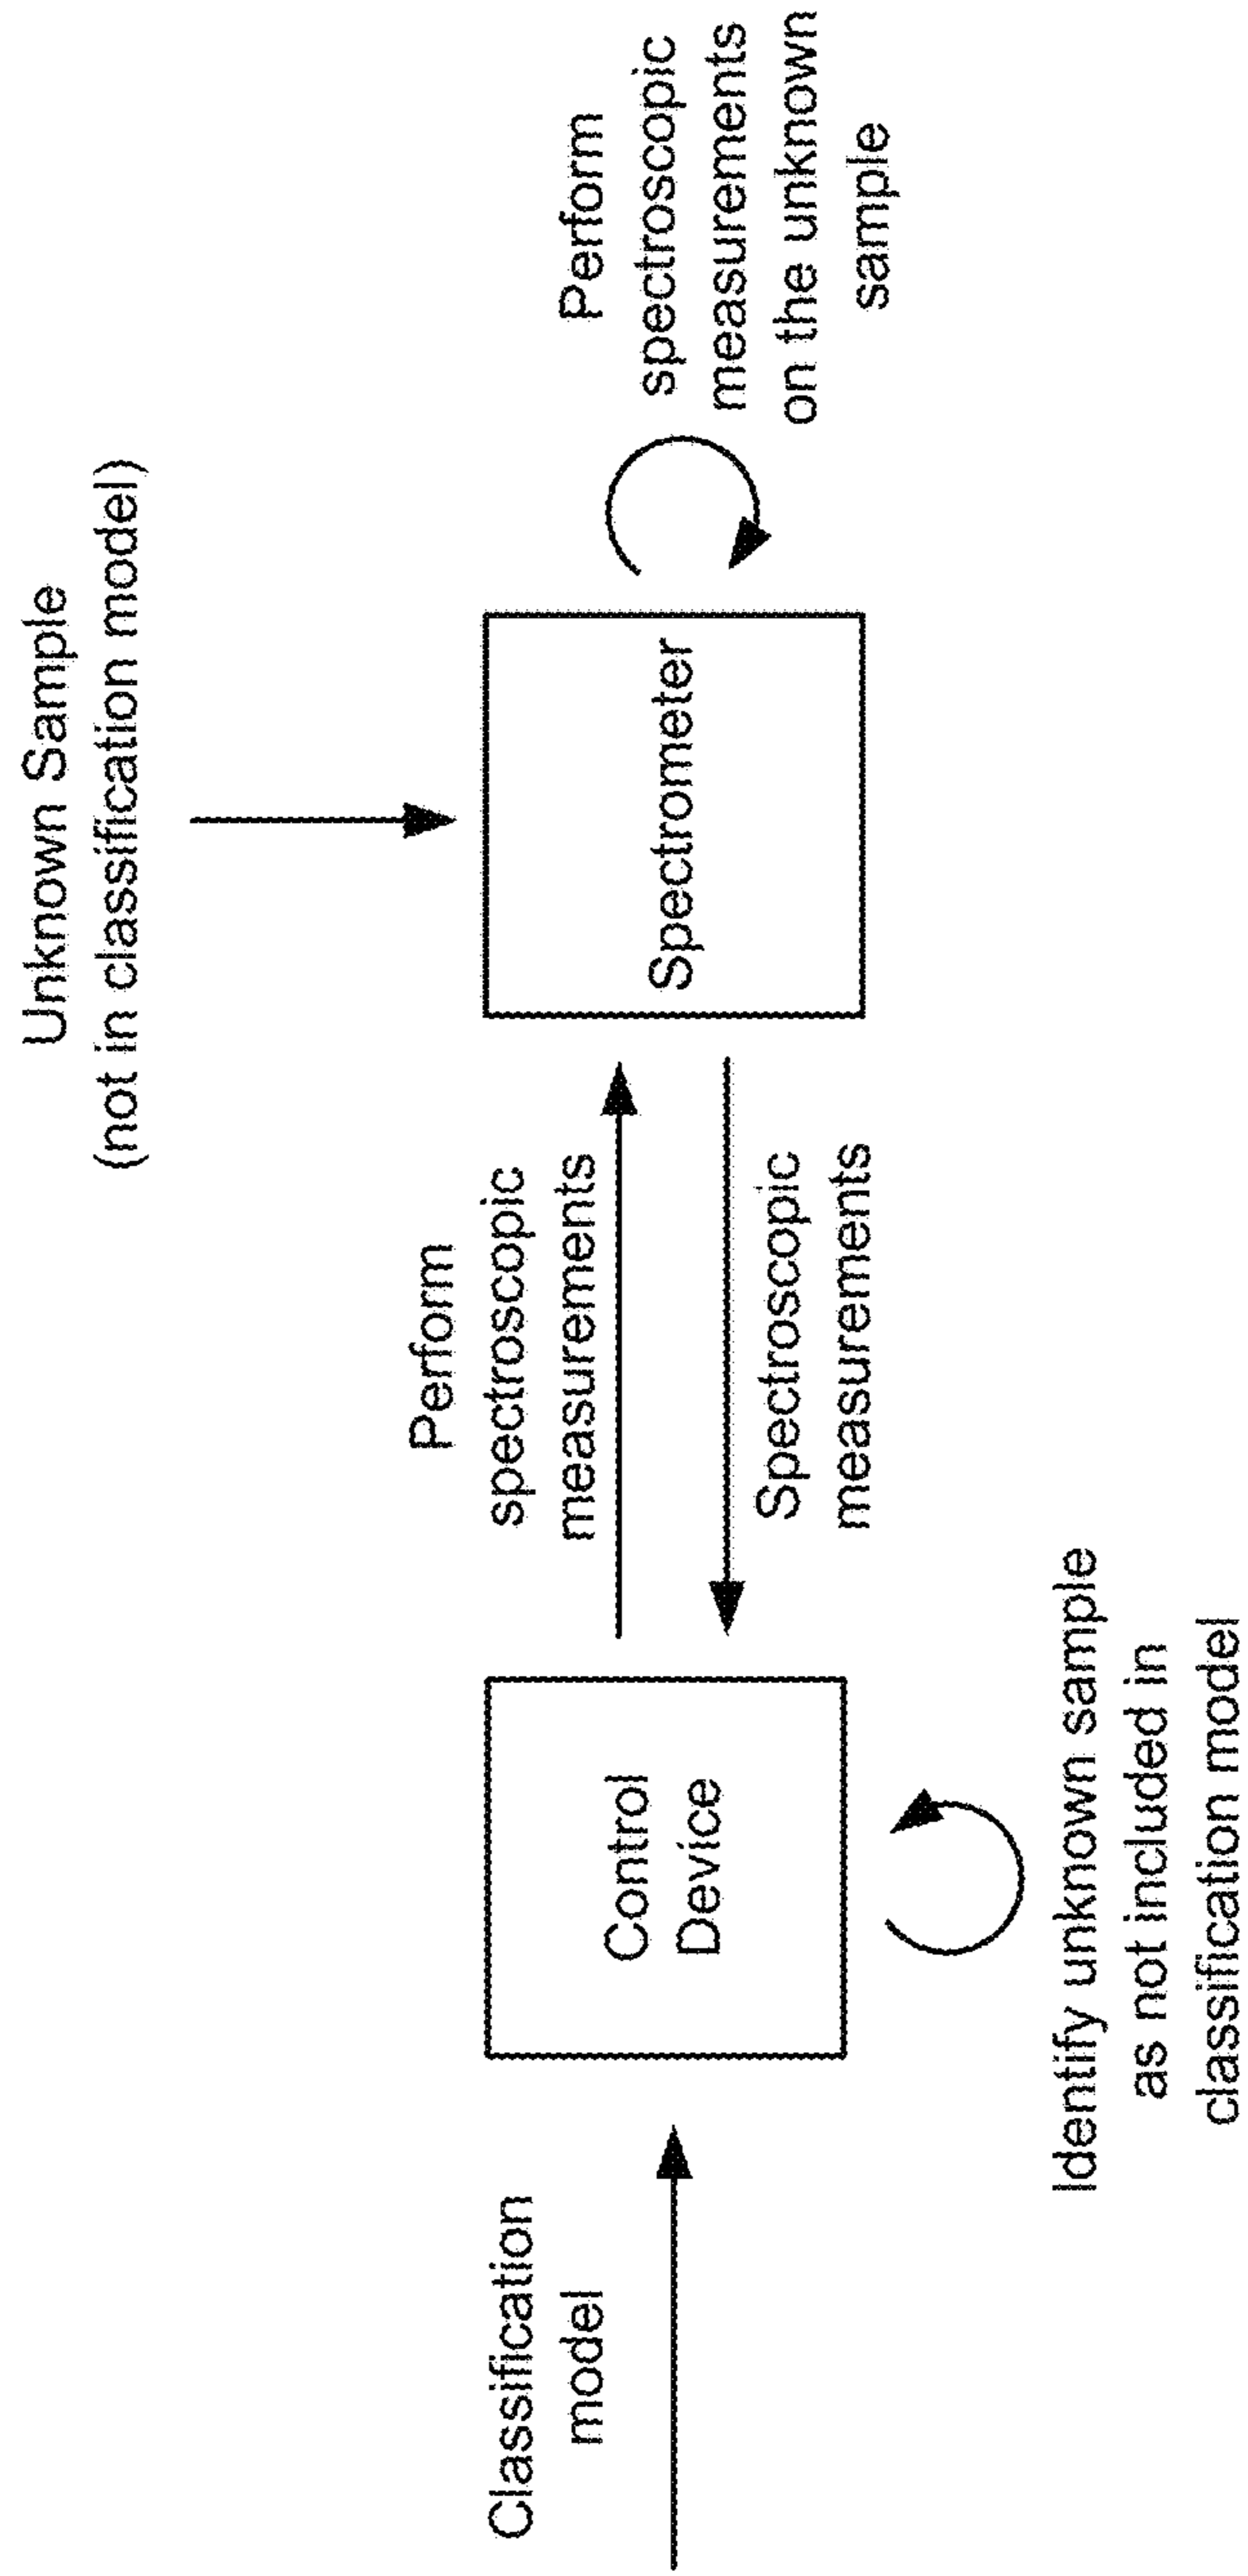 Unknown Sample
(not in classification model)
Classification
model
Control
Device
Perform
spectroscopic
measurements
Spectroscopic
measurements
Spectrometer
Perform
spectroscopic
measurements
on the unknown
sample
Identify unknown sample
as not included in
classification model